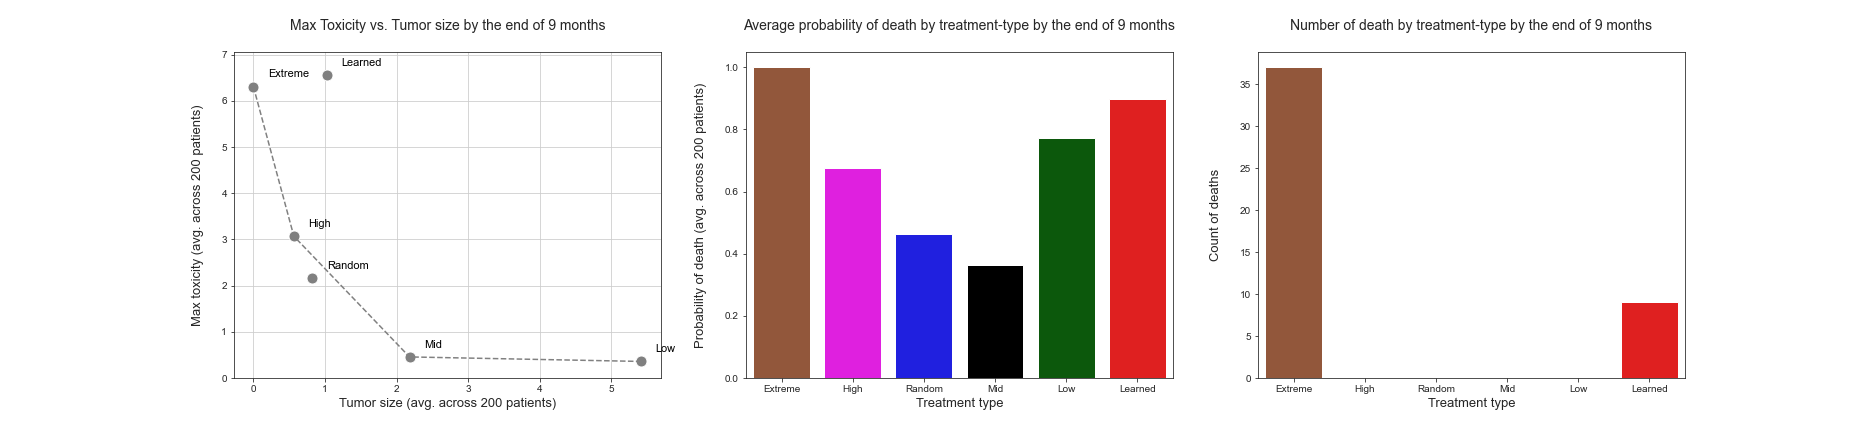 Max Toxicity vs. Tumor size by the end of 9 months
7
6
5
4
3
2
1
0
Max toxicity (avg. across 200 patients)
Extreme
Learned
High
Random
Mid
Low
0 1 2 3 4 5
Tumor size (avg. across 200 patients)
Average probability of death by treatment-type by the end of 9 months
1.0
0.8
0.6
0.4
0.2
0.0
Probability of death (avg. across 200 patients)
Extreme High Random Mid Low Learned
Treatment type
Number of death by treatment-type by the end of 9 months
35
30
25
20
15
10
5
0
Count of deaths
Extreme High Random Mid Low Learned
Treatment type